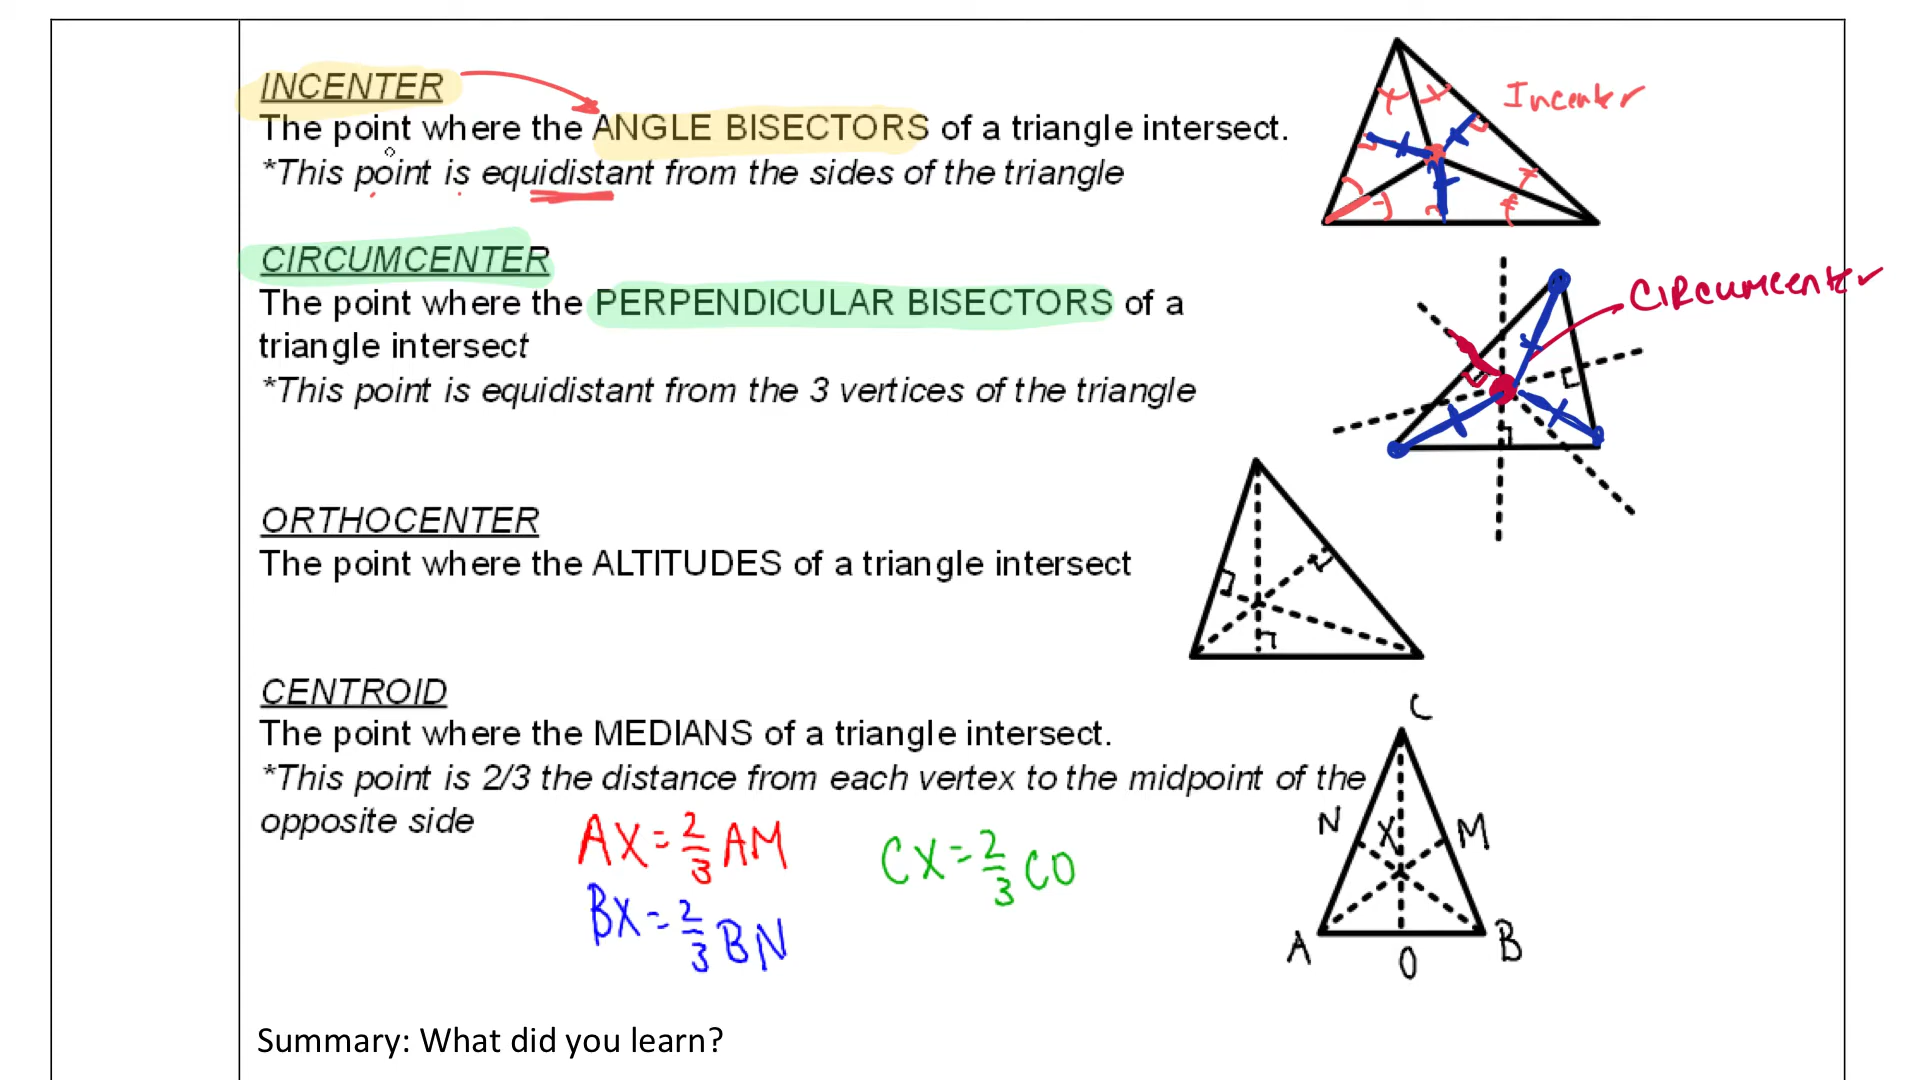 INCENTER
The point where the ANGLE BISECTORS of a triangle intersect.
*This point is equidistant from the sides of the triangle
Incenter
CIRCUMCENTER
The point where the PERPENDICULAR BISECTORS of a
triangle intersect
*This point is equidistant from the 3 vertices of the triangle
CIRCUMCENTER
ORTHOCENTER
The point where the ALTITUDES of a triangle intersect
CENTROID
The point where the MEDIANS of a triangle intersect.
*This point is 2/3 the distance from each vertex to the midpoint of the
opposite side
AX = 2/3 AM
CX = 2/3 CO
BX = 2/3 BN
C
N X M
A O B
Summary: What did you learn?